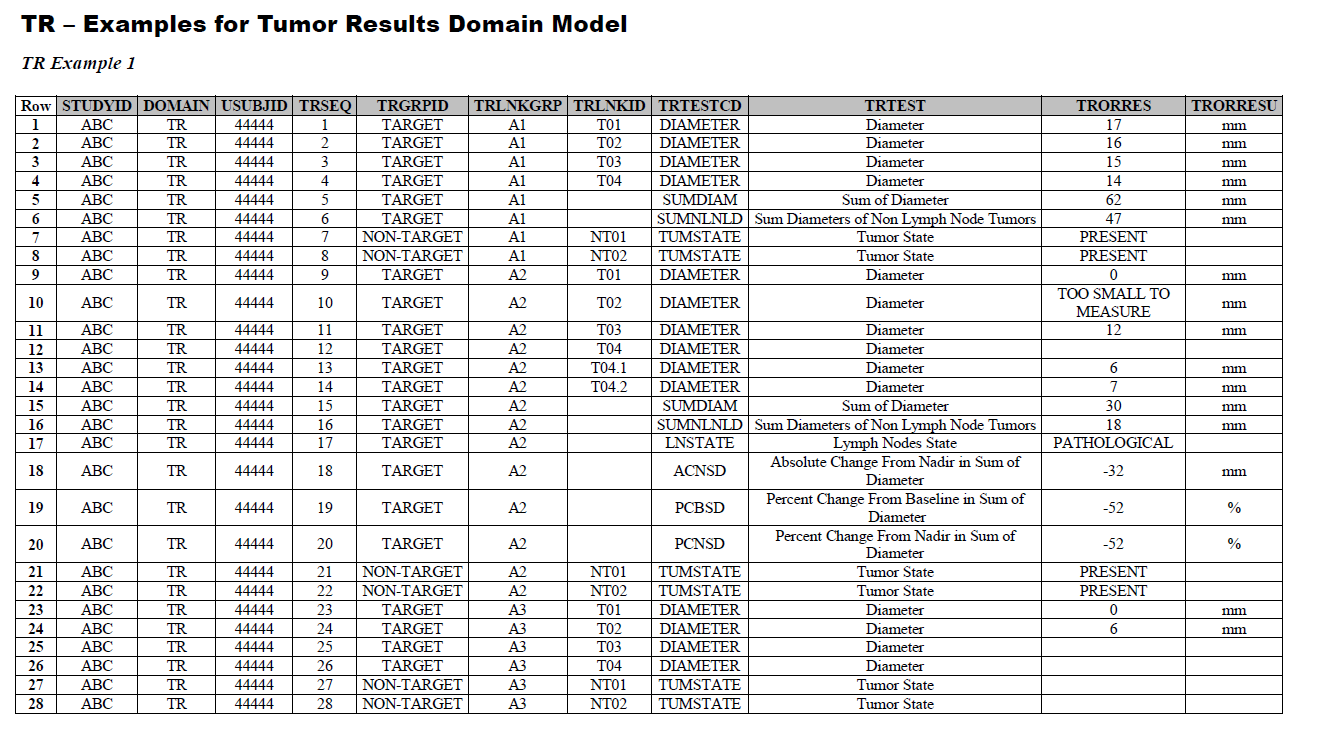 TR – Examples for Tumor Results Domain Model
TR Example 1
Row STUDYID DOMAIN USUBJID TRSEQ TRGRPID TRLNKGRP TRLNKID TRTESTCD TRTEST TRORRES TRORRESU
1 ABC TR 44444 1 TARGET A1 T01 DIAMETER Diameter 17 mm
2 ABC TR 44444 2 TARGET A1 T02 DIAMETER Diameter 16 mm
3 ABC TR 44444 3 TARGET A1 T03 DIAMETER Diameter 15 mm
4 ABC TR 44444 4 TARGET A1 T04 DIAMETER Diameter 14 mm
5 ABC TR 44444 5 TARGET A1 SUMDIAM Sum of Diameter 62 mm
6 ABC TR 44444 6 TARGET A1 SUMNLNLD Sum Diameters of Non Lymph Node Tumors 47 mm
7 ABC TR 44444 7 NON-TARGET A1 NT01 TUMSTATE Tumor State PRESENT
8 ABC TR 44444 8 NON-TARGET A1 NT02 TUMSTATE Tumor State PRESENT
9 ABC TR 44444 9 TARGET A2 T01 DIAMETER Diameter 0 mm
10 ABC TR 44444 10 TARGET A2 T02 DIAMETER Diameter TOO SMALL TO
MEASURE mm
11 ABC TR 44444 11 TARGET A2 T03 DIAMETER Diameter 12 mm
12 ABC TR 44444 12 TARGET A2 T04 DIAMETER Diameter
13 ABC TR 44444 13 TARGET A2 T04.1 DIAMETER Diameter 6 mm
14 ABC TR 44444 14 TARGET A2 T04.2 DIAMETER Diameter 7 mm
15 ABC TR 44444 15 TARGET A2 SUMDIAM Sum of Diameter 30 mm
16 ABC TR 44444 16 TARGET A2 SUMNLNLD Sum Diameters of Non Lymph Node Tumors 18 mm
17 ABC TR 44444 17 TARGET A2 LNSTATE Lymph Nodes State PATHOLOGICAL
18 ABC TR 44444 18 TARGET A2 ACNSD Absolute Change From Nadir in Sum of
Diameter -32 mm
19 ABC TR 44444 19 TARGET A2 PCBSD Percent Change From Baseline in Sum of
Diameter -52 %
20 ABC TR 44444 20 TARGET A2 PCNSD Percent Change From Nadir in Sum of
Diameter -52 %
21 ABC TR 44444 21 NON-TARGET A2 NT01 TUMSTATE Tumor State PRESENT
22 ABC TR 44444 22 NON-TARGET A2 NT02 TUMSTATE Tumor State PRESENT
23 ABC TR 44444 23 TARGET A3 T01 DIAMETER Diameter 0 mm
24 ABC TR 44444 24 TARGET A3 T02 DIAMETER Diameter 6 mm
25 ABC TR 44444 25 TARGET A3 T03 DIAMETER Diameter
26 ABC TR 44444 26 TARGET A3 T04 DIAMETER Diameter
27 ABC TR 44444 27 NON-TARGET A3 NT01 TUMSTATE Tumor State
28 ABC TR 44444 28 NON-TARGET A3 NT02 TUMSTATE Tumor State